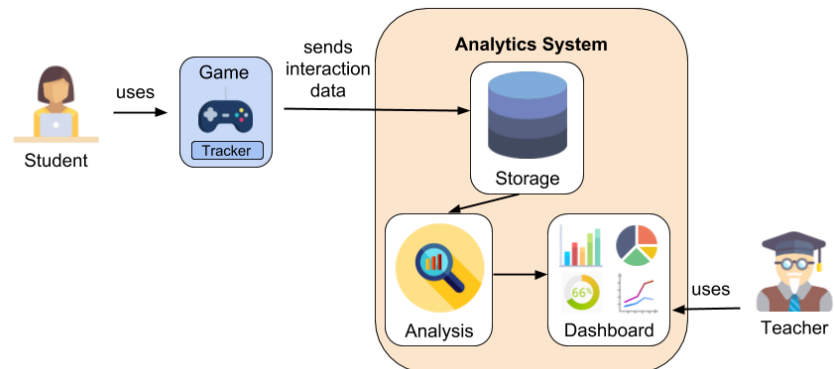 Analytics System
sends
interaction
data
uses
Game
Tracker
Student
Storage
Analysis
66%
Dashboard
uses
Teacher